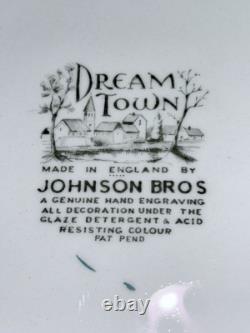 DREAM
TOWN
MADE IN ENGLAND BY
JOHNSON BROS
A GENUINE HAND ENGRAVING
ALL DECORATION UNDER THE
GLAZE DETERGENT & ACID
RESISTING COLOUR
PAT PEND
ebay